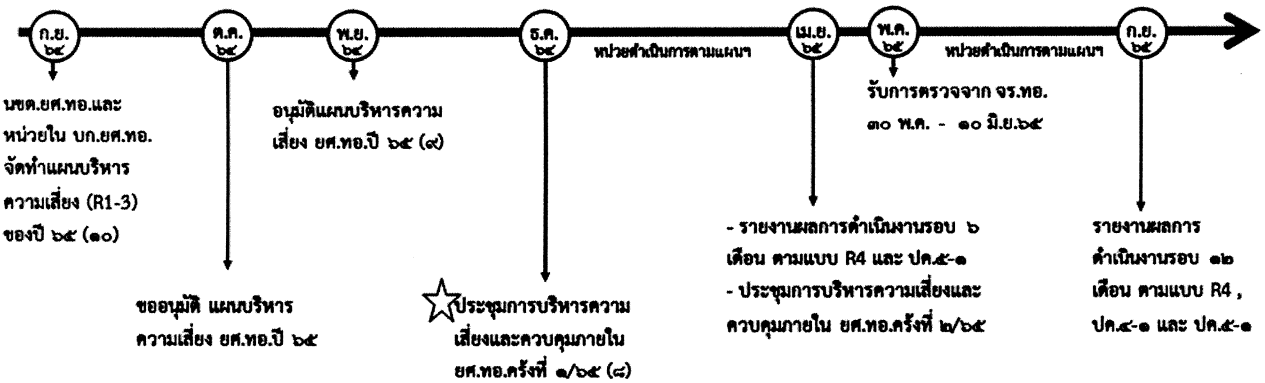 ก.ย.
๖๔
ต.ค.
๖๔
พ.ย.
๖๔
ธ.ค.
๖๔
หน่วยดำเนินการตามแผนฯ
เม.ย.
๖๕
พ.ค.
๖๕
หน่วยดำเนินการตามแผนฯ
ก.ย.
๖๕
นขต.ยศ.ทอ.และ
หน่วยใน บก.ยศ.ทอ.
จัดทำแผนบริหาร
ความเสี่ยง (R1-3)
ของปี ๖๕ (๑๐)
ขออนุมัติ แผนบริหาร
ความเสี่ยง ยศ.ทอ.ปี ๖๕
อนุมัติแผนบริหารความ
เสี่ยง ยศ.ทอ.ปี ๖๕ (๙)
ประชุมการบริหารความ
เสี่ยงและควบคุมภายใน
ยศ.ทอ.ครั้งที่ ๑/๖๕ (๘)
- รายงานผลการดำเนินงานรอบ ๖
เดือน ตามแบบ R4 และ ปค.๕-๑
- ประชุมการบริหารความเสี่ยงและ
ควบคุมภายใน ยศ.ทอ.ครั้งที่ ๒/๖๕
รับการตรวจจาก จร.ทอ.
๓๐ พ.ค. - ๑๐ มิ.ย.๖๕
รายงานผลการ
ดำเนินงานรอบ ๑๒
เดือน ตามแบบ R4 ,
ปค.๔-๑ และ ปค.๕-๑